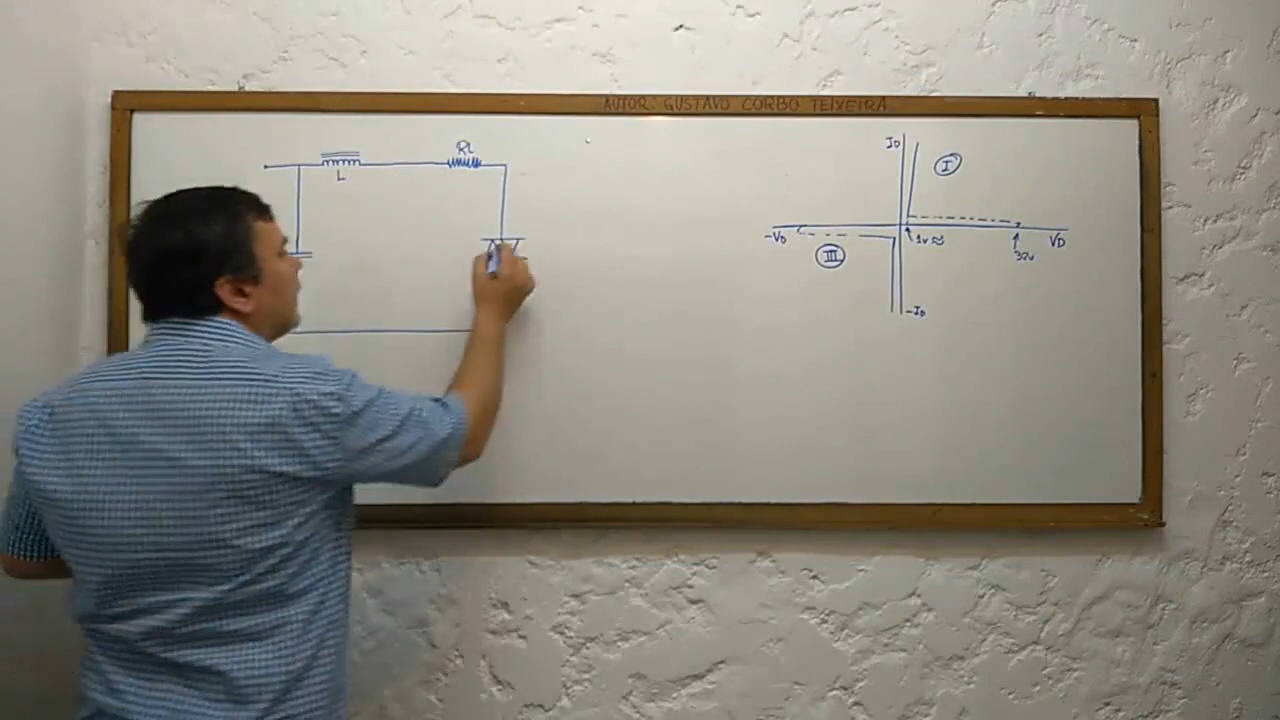 AUTOR: GUSTAVO CORBO TEIXEIRA
RL
L
ID
I
-VD
1V≈
VD
III
32V
-ID